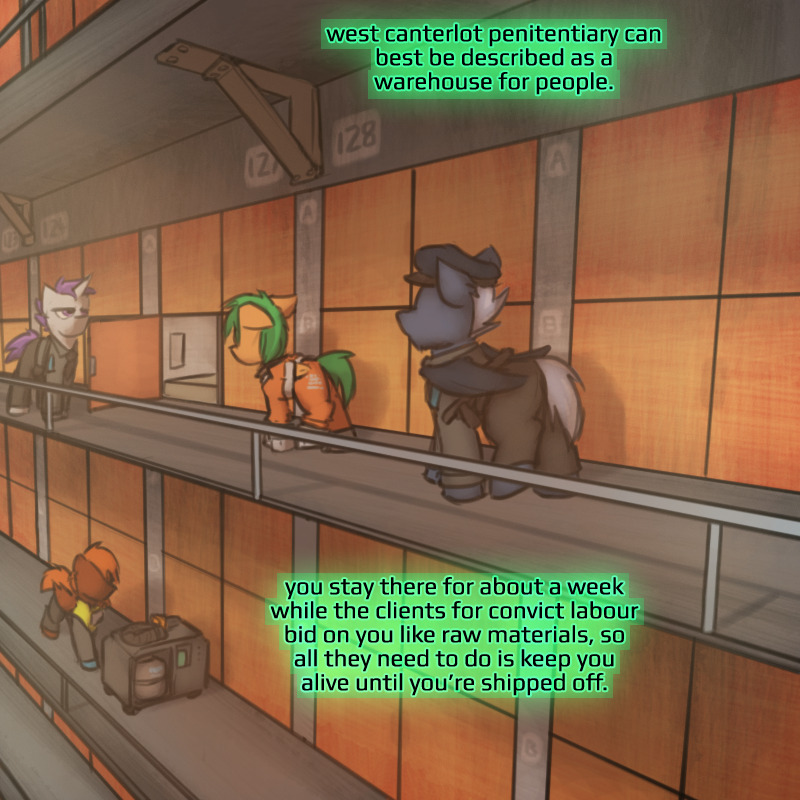 west canterlot penitentiary can
best be described as a
warehouse for people.
128
A
A
B
B
you stay there for about a week
while the clients for convict labour
bid on you like raw materials, so
all they need to do is keep you
alive until you're shipped off.
B